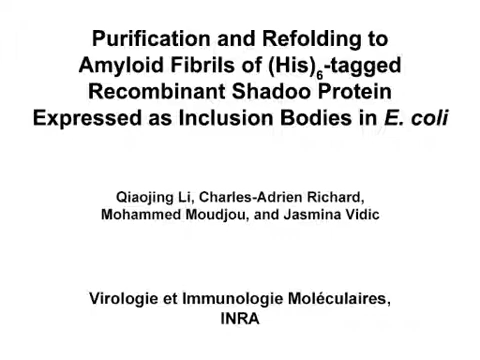 Purification and Refolding to
Amyloid Fibrils of (His)6-tagged
Recombinant Shadoo Protein
Expressed as Inclusion Bodies in E. coli
Qiaojing Li, Charles-Adrien Richard,
Mohammed Moudjou, and Jasmina Vidic
Virologie et Immunologie Moléculaires,
INRA